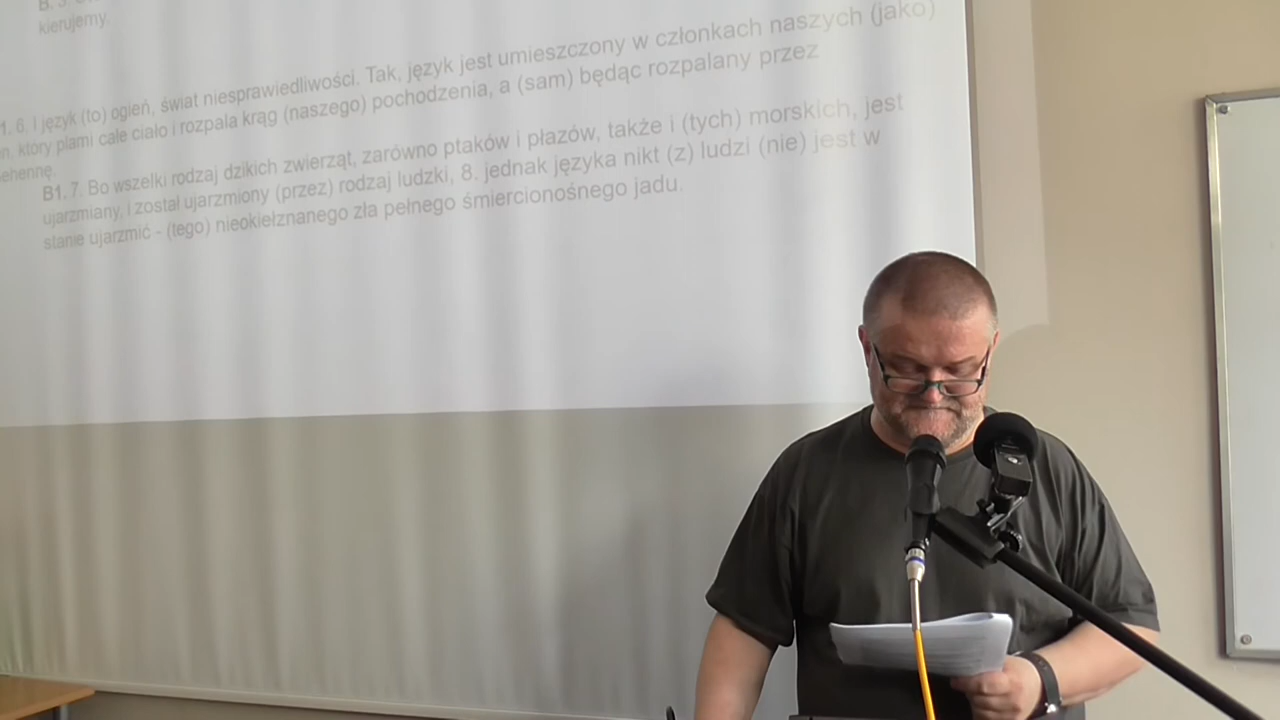 kierujemy,
6. I język (to) ogień, świat niesprawiedliwości. Tak, język jest umieszczony w członkach naszych (jako)
który plami całe ciało i rozpala krąg (naszego) pochodzenia, a (sam) będąc rozpalany przez
B1. 7. Bo wszelki rodzaj dzikich zwierząt, zarówno ptaków i płazów, także i (tych) morskich, jest
ujarzmiany, i został ujarzmiony (przez) rodzaj ludzki, 8. jednak języka nikt (z) ludzi (nie) jest w
stanie ujarzmić - (tego) nieokiełznanego zła pełnego śmiercionośnego jadu.